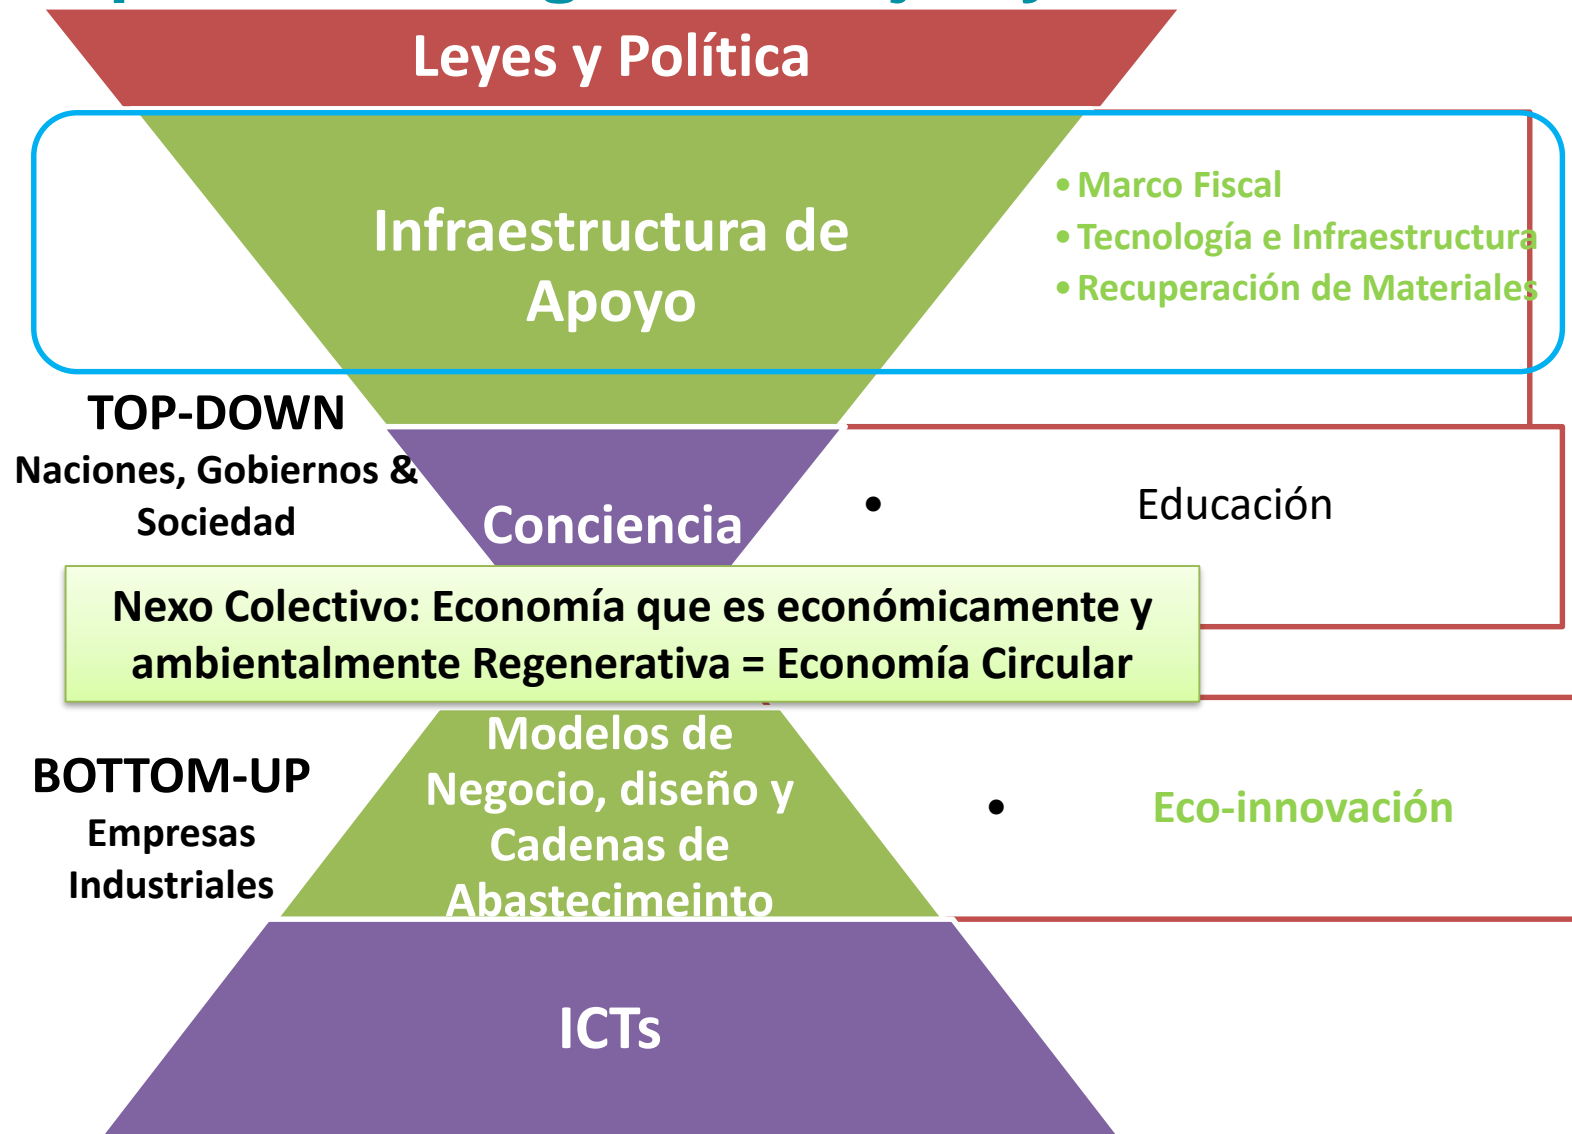 Leyes y Política
Infraestructura de
Apoyo
• Marco Fiscal
• Tecnología e Infraestructura
• Recuperación de Materiales
TOP-DOWN
Naciones, Gobiernos &
Sociedad
Conciencia
• Educación
Nexo Colectivo: Economía que es económicamente y
ambientalmente Regenerativa = Economía Circular
BOTTOM-UP
Empresas
Industriales
Modelos de
Negocio, diseño y
Cadenas de
Abastecimeinto
• Eco-innovación
ICTs